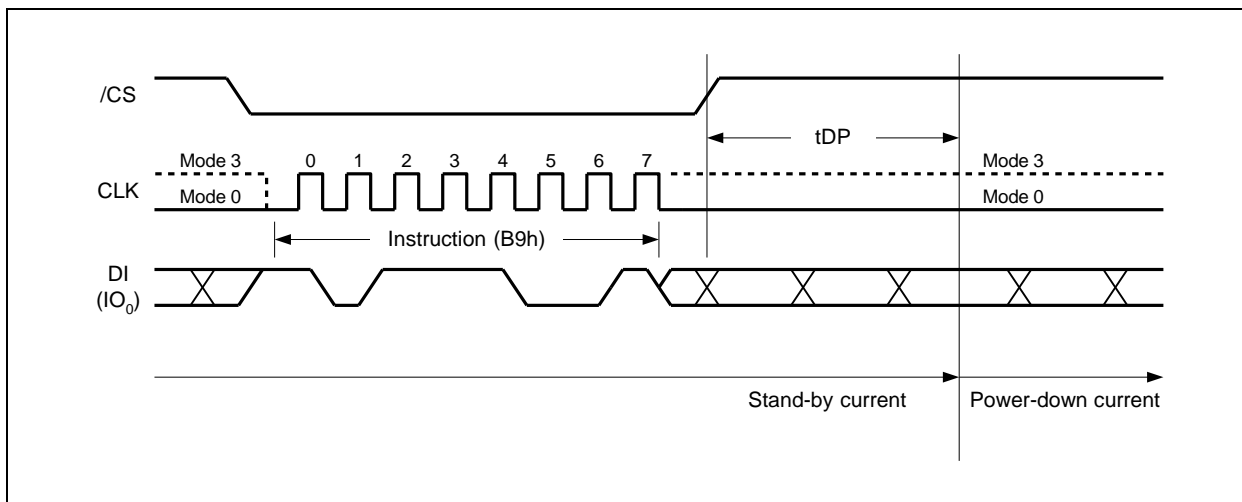 /CS
tDP
Mode 3 0 1 2 3 4 5 6 7 Mode 3
CLK
Mode 0 Mode 0
Instruction (B9h)
DI
(IO0)
Stand-by current Power-down current